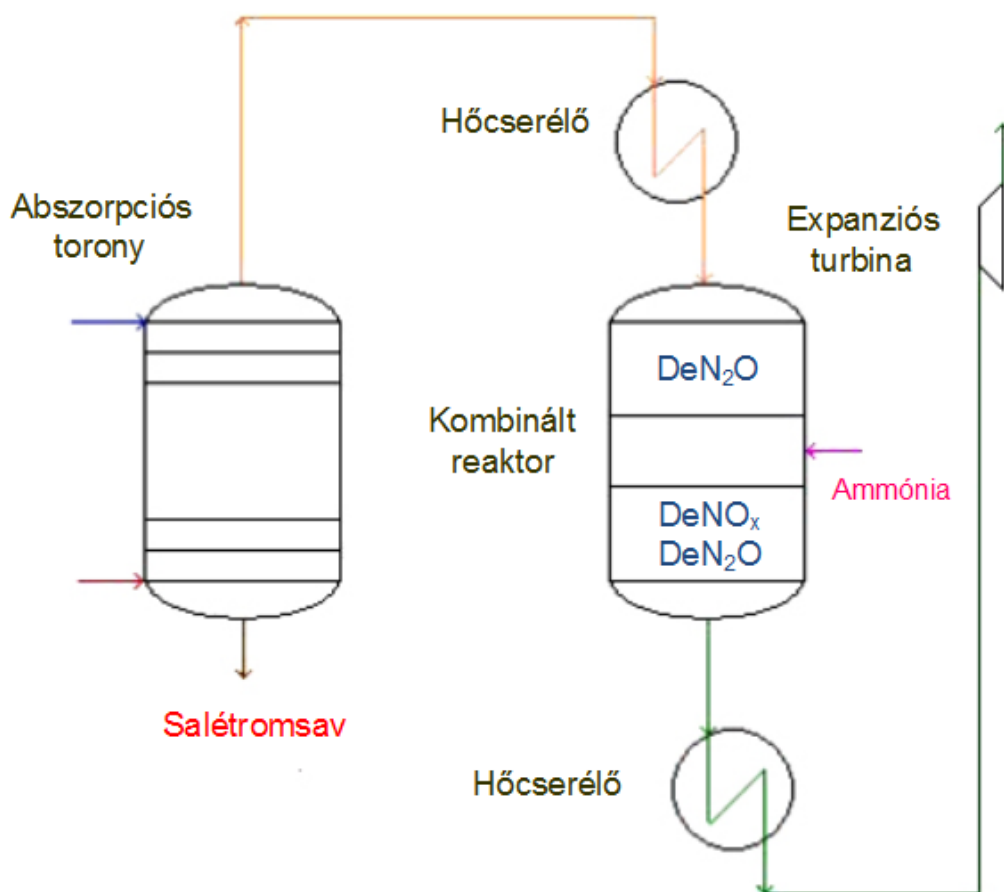 Hőcserélő
Abszorpciós
torony
Expanziós
turbina
DeN₂O
Kombinált
reaktor
Ammónia
DeNOₓ
DeN₂O
Salétromsav
Hőcserélő